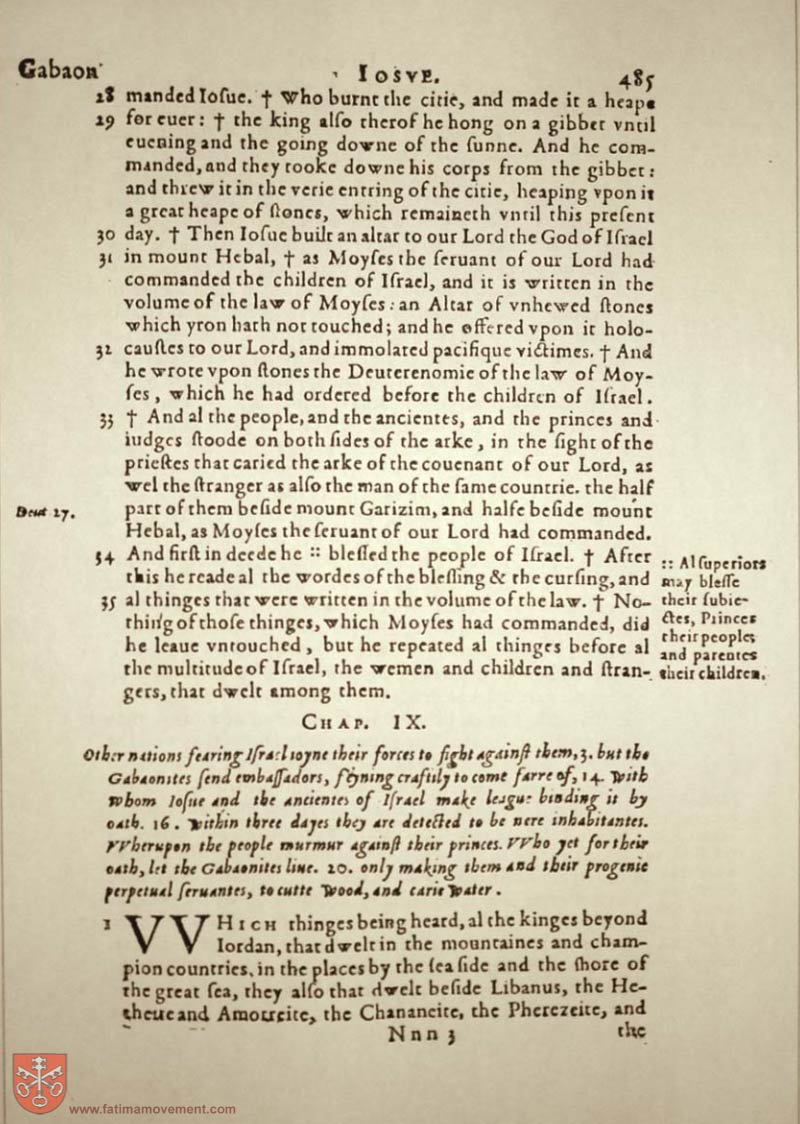 Gabaon Iosve. 485
28 manded Ioſue. † Who burnt the citie, and made it a heape
29 for euer: † the king alſo therof he hong on a gibbet vntil
euening and the going downe of the ſunne. And he com-
manded, and they tooke downe his corps from the gibbet:
and threw it in the verie entring of the citie, heaping vpon it
a great heape of ſtones, which remaineth vntil this preſent
30 day. † Then Ioſue built an altar to our Lord the God of Iſrael
31 in mount Hebal, † as Moyſes the ſeruant of our Lord had
commanded the children of Iſrael, and it is written in the
volume of the law of Moyſes: an Altar of vnhewed ſtones
which yron hath not touched; and he offered vpon it holo-
32 cauſtes to our Lord, and immolated pacifique victimes. † And
he wrote vpon ſtones the Deuterenomie of the law of Moy-
ſes, which he had ordered before the children of Iſrael.
33 † And al the people, and the ancientes, and the princes and
iudges ſtoode on both ſides of the arke, in the ſight of the
prieſtes that caried the arke of the couenant of our Lord, as
wel the ſtranger as alſo the man of the ſame countrie. the half
Deut 27. part of them beſide mount Garizim, and halfe beſide mount
Hebal, as Moyſes the ſeruant of our Lord had commanded.
34 And firſt in deede he :: bleſſed the people of Iſrael. † After
this he reade al the wordes of the bleſſing & the curſing, and
35 al thinges that were written in the volume of the law. † No-
thing of thoſe thinges, which Moyſes had commanded, did
he leaue vntouched, but he repeated al thinges before al
the multitude of Iſrael, the wemen and children and ſtran-
gers, that dwelt among them.
:: Al ſuperiors
may bleſſe
their ſubie-
ctes, Princes
their peoples
and parentes
their children.
Chap. IX.
Other nations fearing Iſrael ioyne their forces to fight againſt them, 3. but the
Gabaonites ſend embaſſadors, feyning craftily to come farre of, 14. With
whom Ioſue and the ancientes of Iſrael make league binding it by
oath. 16. Within three dayes they are detected to be nere inhabitantes.
VVherupon the people murmur againſt their princes. VVho yet for their
oath, let the Gabaonites liue. 20. only making them and their progenie
perpetual ſeruantes, to cutte wood, and carie water.
1 VVHich thinges being heard, al the kinges beyond
Iordan, that dwelt in the mountaines and cham-
pion countries, in the places by the ſea ſide and the ſhore of
the great ſea, they alſo that dwelt beſide Libanus, the He-
theue and Amorreite, the Chananeite, the Pherezeite, and
Nnn 3 the
www.fatimamovement.com